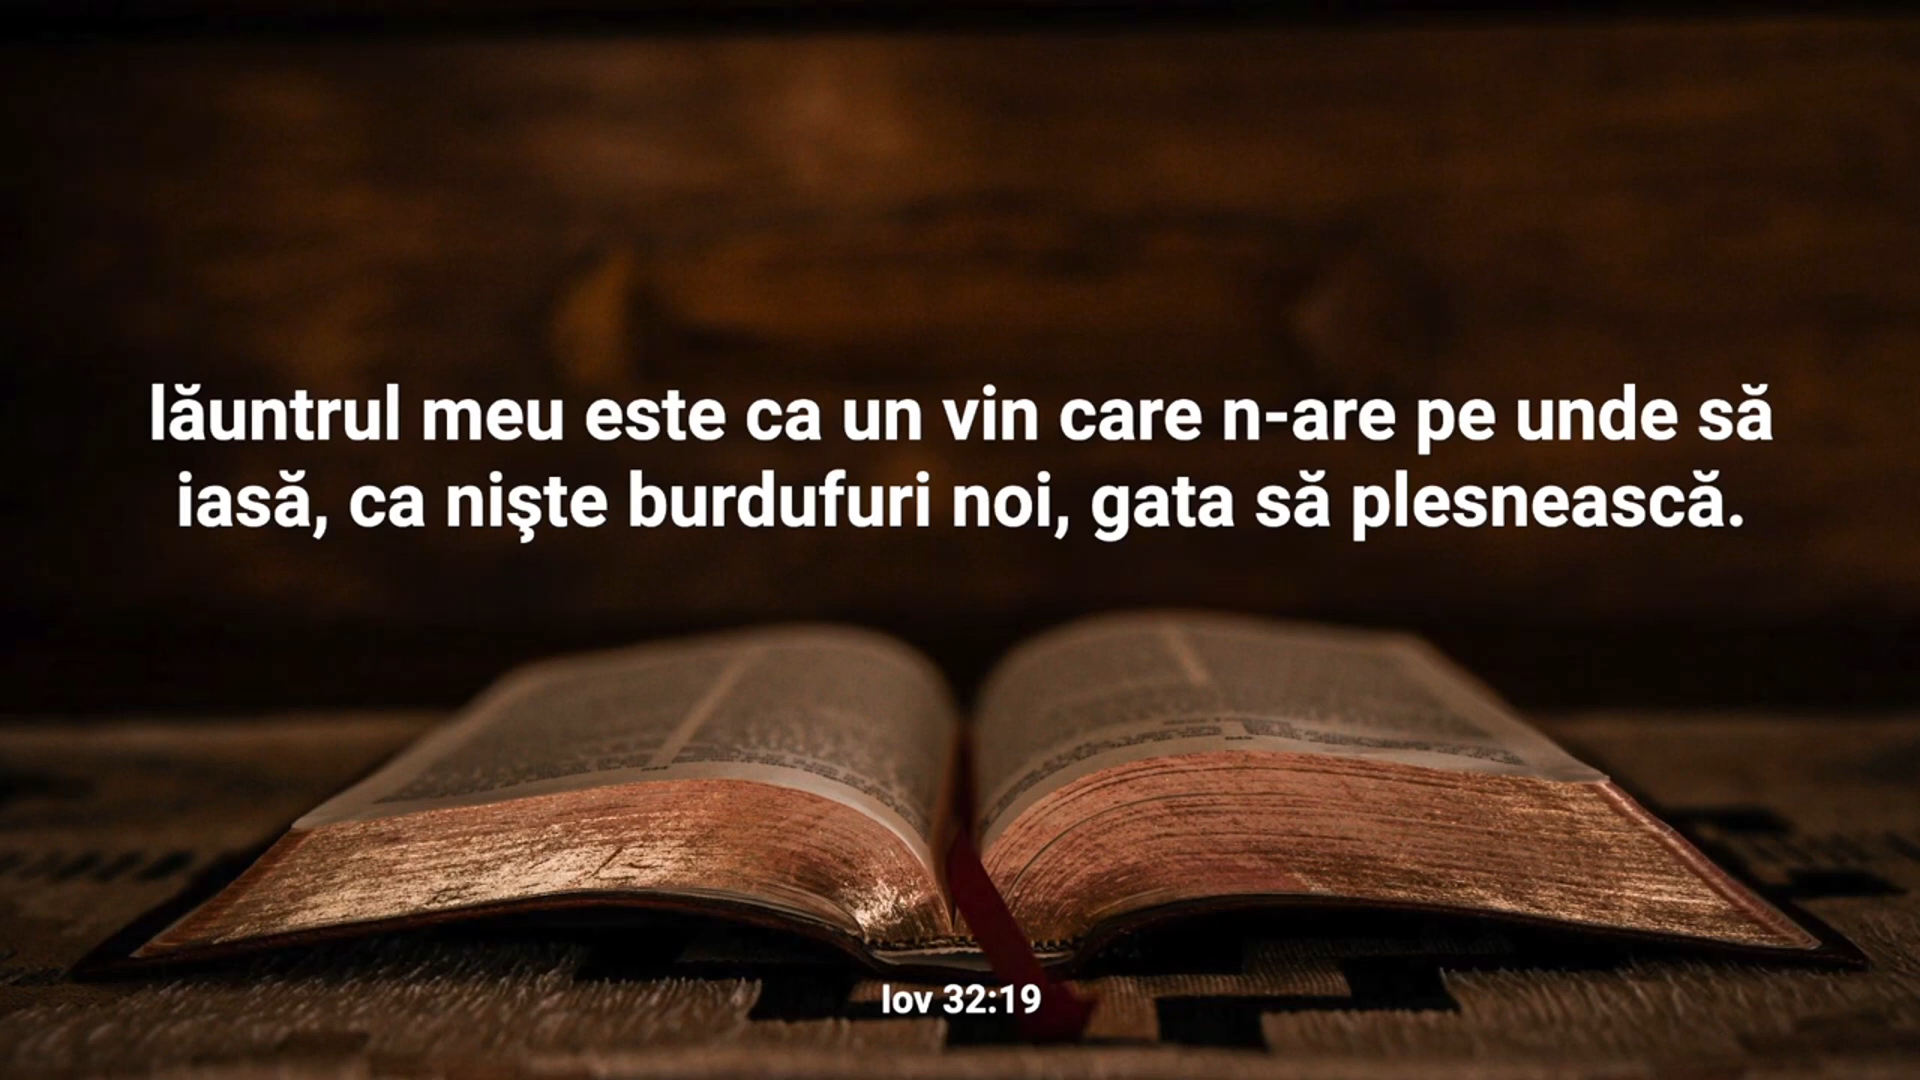 lăuntrul meu este ca un vin care n-are pe unde să
iasă, ca nişte burdufuri noi, gata să plesnească.
Iov 32:19